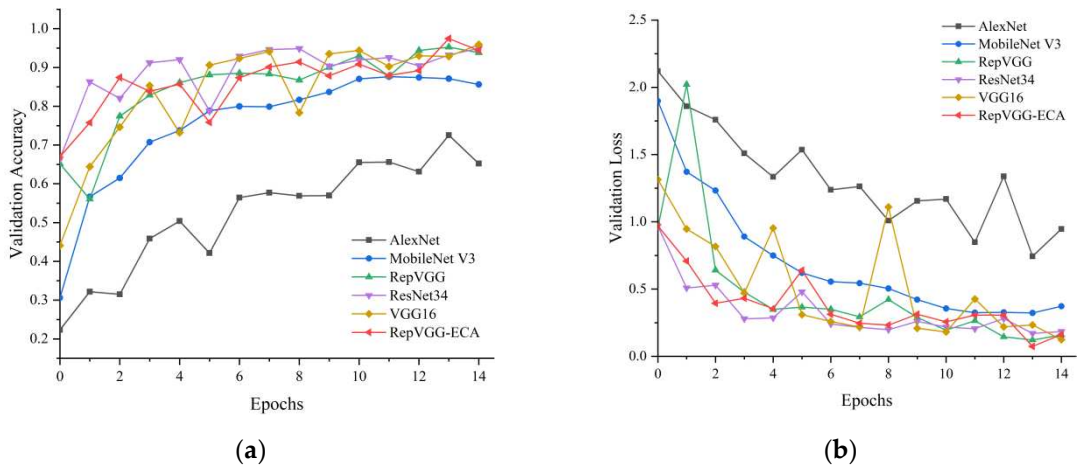 1.0
0.9
0.8
0.7
0.6
0.5
0.4
0.3
0.2
Validation Accuracy
0 2 4 6 8 10 12 14
Epochs
AlexNet
MobileNet V3
RepVGG
ResNet34
VGG16
RepVGG-ECA
(a)
2.5
2.0
1.5
1.0
0.5
0.0
Validation Loss
0 2 4 6 8 10 12 14
Epochs
AlexNet
MobileNet V3
RepVGG
ResNet34
VGG16
RepVGG-ECA
(b)